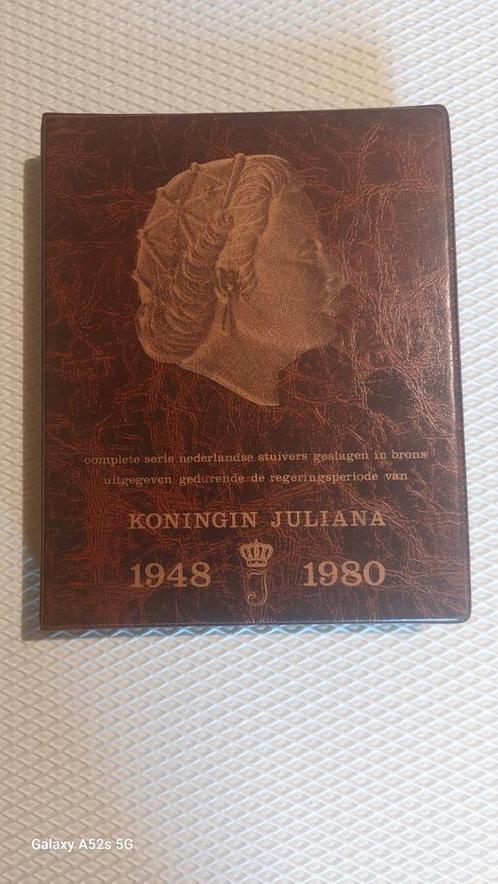 complete serie nederlandse stuivers geslagen in brons
uitgegeven gedurende de regeringsperiode van
KONINGIN JULIANA
1948 J 1980
Galaxy A52s 5G